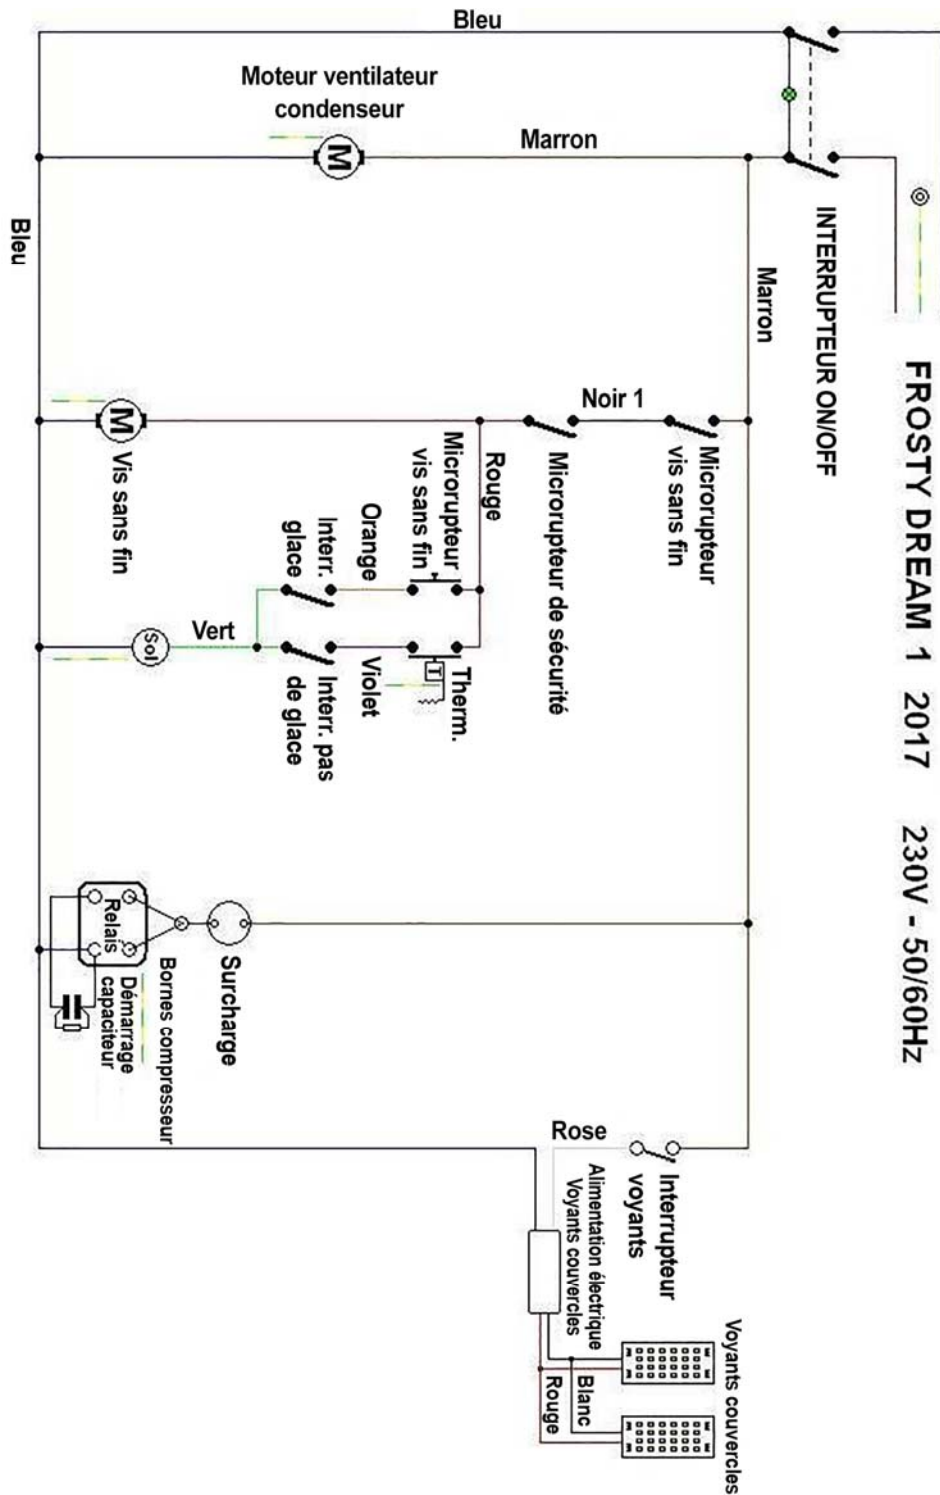 Bleu
Moteur ventilateur
condenseur
M
Marron
INTERRUPTEUR ON/OFF
FROSTY DREAM 1 2017 230V - 50/60Hz
Bleu
Marron
M
Vis sans fin
Noir 1
Microrupteur
vis sans fin
Microrupteur de sécurité
Rouge
Microrupteur
vis sans fin
Orange
Interr.
glace
Vert
Sol
Violet
Interr. pas
de glace
T
Therm.
Relais
Surcharge
Bornes compresseur
Démarrage
capaciteur
Rose
Interrupteur
voyants
Alimentation électrique
Voyants couvercles
Voyants couvercles
Blanc
Rouge